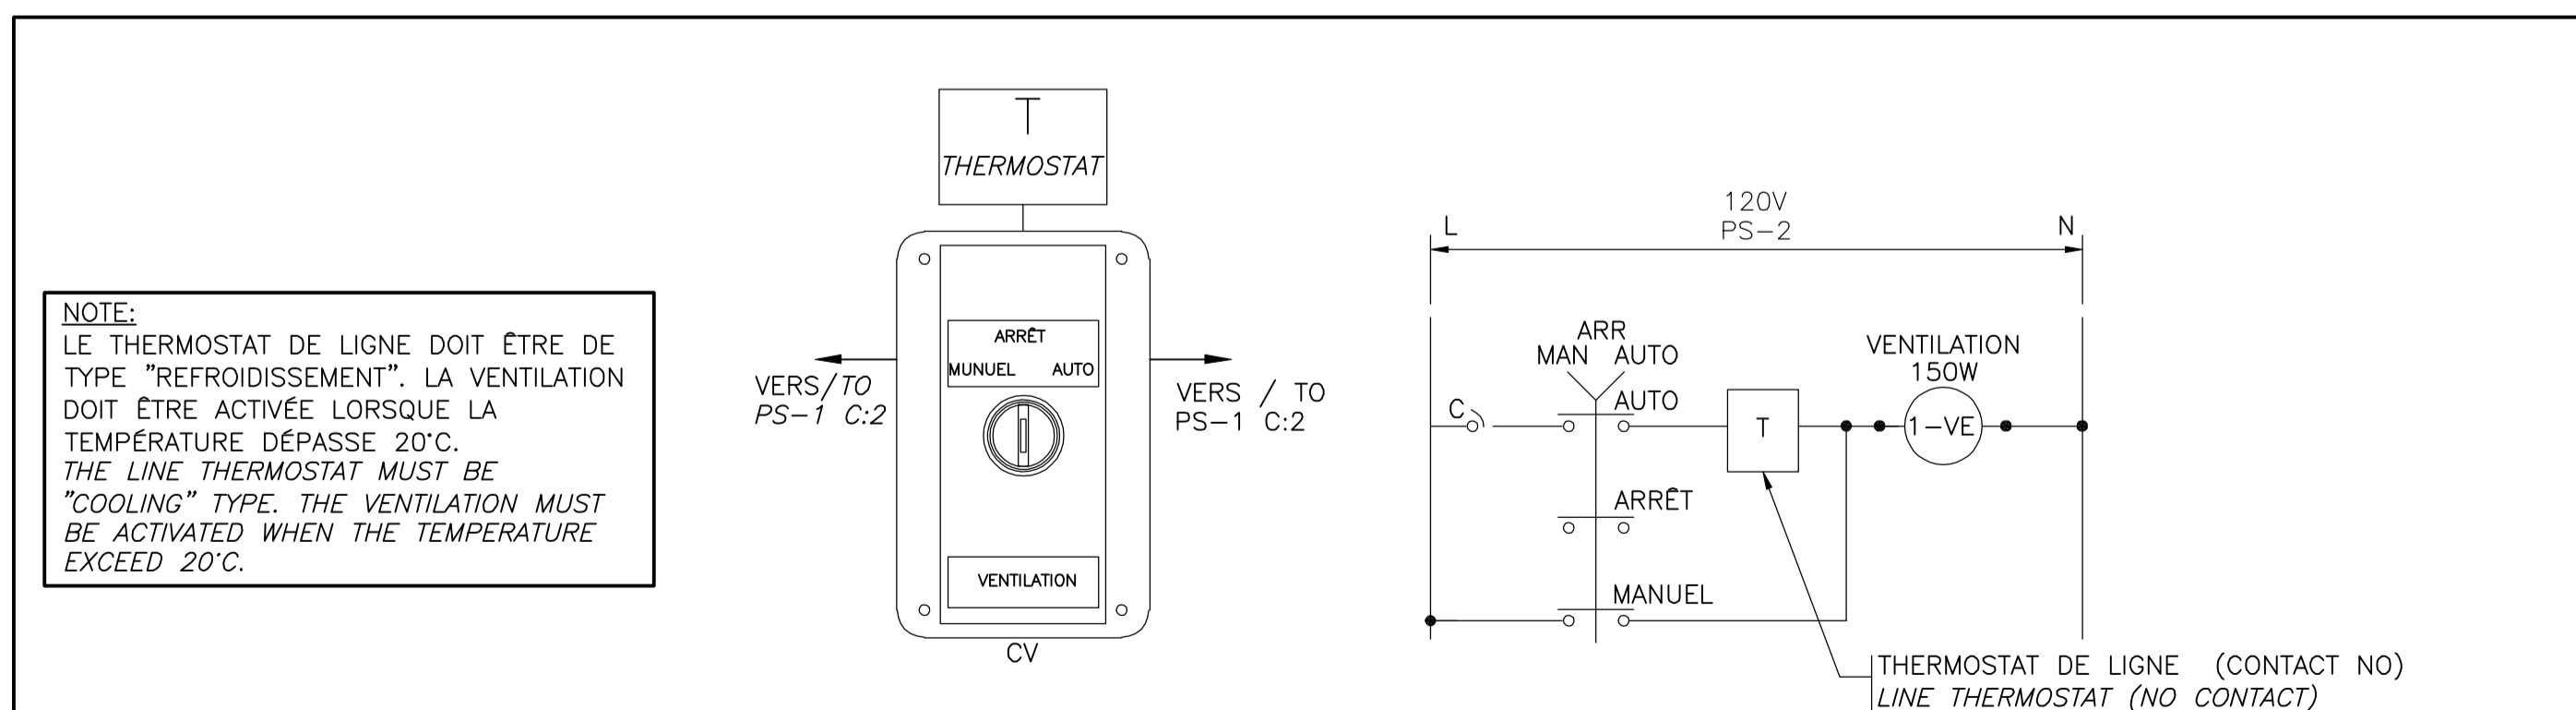 NOTE:
LE THERMOSTAT DE LIGNE DOIT ÊTRE DE
TYPE "REFROIDISSEMENT". LA VENTILATION
DOIT ÊTRE ACTIVÉE LORSQUE LA
TEMPÉRATURE DÉPASSE 20°C.
THE LINE THERMOSTAT MUST BE
"COOLING" TYPE. THE VENTILATION MUST
BE ACTIVATED WHEN THE TEMPERATURE
EXCEED 20°C.
T
THERMOSTAT
ARRÊT
MUNUEL AUTO
VENTILATION
CV
VERS/TO
PS-1 C:2
VERS / TO
PS-1 C:2
120V
L PS-2 N
ARR
MAN AUTO
AUTO
C
T
VENTILATION
150W
1-VE
ARRÊT
MANUEL
THERMOSTAT DE LIGNE (CONTACT NO)
LINE THERMOSTAT (NO CONTACT)